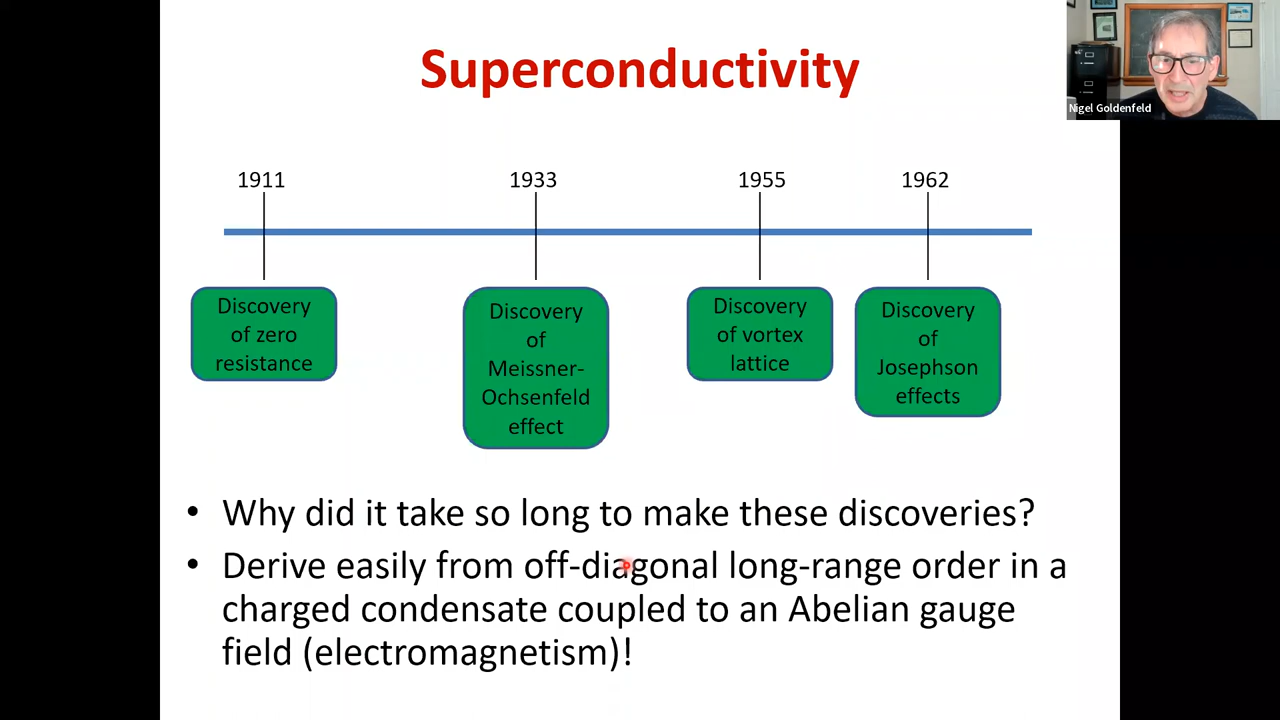 Superconductivity
Nigel Goldenfeld
1911
1933
1955
1962
Discovery
of zero
resistance
Discovery
of
Meissner-
Ochsenfeld
effect
Discovery
of vortex
lattice
Discovery
of
Josephson
effects
• Why did it take so long to make these discoveries?
• Derive easily from off-diagonal long-range order in a
charged condensate coupled to an Abelian gauge
field (electromagnetism)!